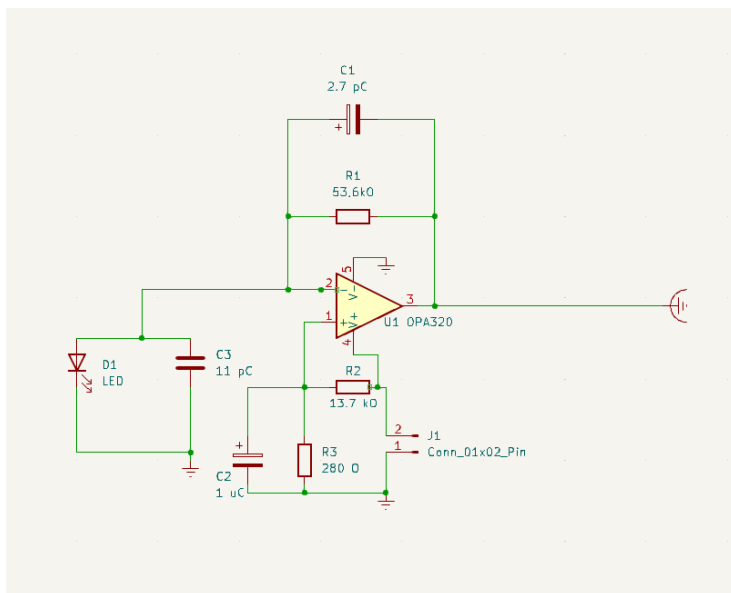 C1
2.7 pC
R1
53.6kΩ
5
2
V-
3
1
V+
U1 OPA320
4
D1
LED
C3
11 pC
R2
13.7 kΩ
2
J1
1
Conn_01x02_Pin
R3
280 Ω
C2
1 uC